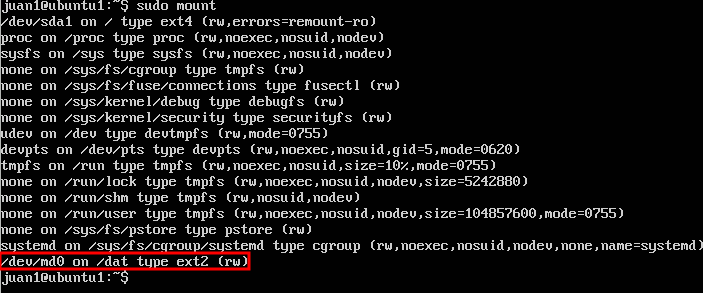 juan1@ubuntu1:~$ sudo mount
/dev/sda1 on / type ext4 (rw,errors=remount-ro)
proc on /proc type proc (rw,noexec,nosuid,nodev)
sysfs on /sys type sysfs (rw,noexec,nosuid,nodev)
none on /sys/fs/cgroup type tmpfs (rw)
none on /sys/fs/fuse/connections type fusectl (rw)
none on /sys/kernel/debug type debugfs (rw)
none on /sys/kernel/security type securityfs (rw)
udev on /dev type devtmpfs (rw,mode=0755)
devpts on /dev/pts type devpts (rw,noexec,nosuid,gid=5,mode=0620)
tmpfs on /run type tmpfs (rw,noexec,nosuid,size=10%,mode=0755)
none on /run/lock type tmpfs (rw,noexec,nosuid,nodev,size=5242880)
none on /run/shm type tmpfs (rw,nosuid,nodev)
none on /run/user type tmpfs (rw,noexec,nosuid,nodev,size=104857600,mode=0755)
none on /sys/fs/pstore type pstore (rw)
systemd on /sys/fs/cgroup/systemd type cgroup (rw,noexec,nosuid,nodev,none,name=systemd)
/dev/md0 on /dat type ext2 (rw)
juan1@ubuntu1:~$